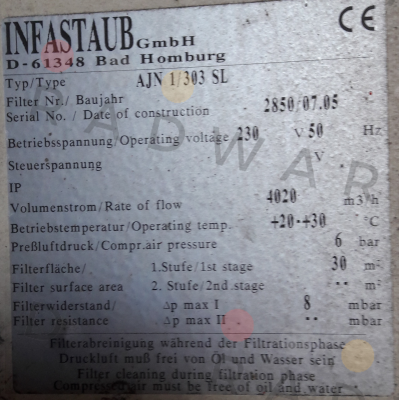 INFASTAUB GmbH
D-61348 Bad Homburg
CE
Typ/Type AJN 1/303 SL
Filter Nr./ Baujahr
Serial No. / Date of construction 2850/07.05
Betriebsspannung/Operating voltage 230 V 50 Hz
Steuerspannung V
IP
Volumenstrom/Rate of flow 4020 m³/h
Betriebstemperatur/Operating temp. +20-+30 °C
Preßluftdruck/Compr.air pressure 6 bar
Filterfläche/ 1.Stufe/1st stage 30 m²
Filter surface area 2. Stufe/2nd stage •• m²
Filterwiderstand/ Δp max I 8 mbar
Filter resistance Δp max II •• mbar
Filterabreinigung während der Filtrationsphase
Druckluft muß frei von Öl und Wasser sein
Filter cleaning during filtration phase
Compressed air must be free of oil and water